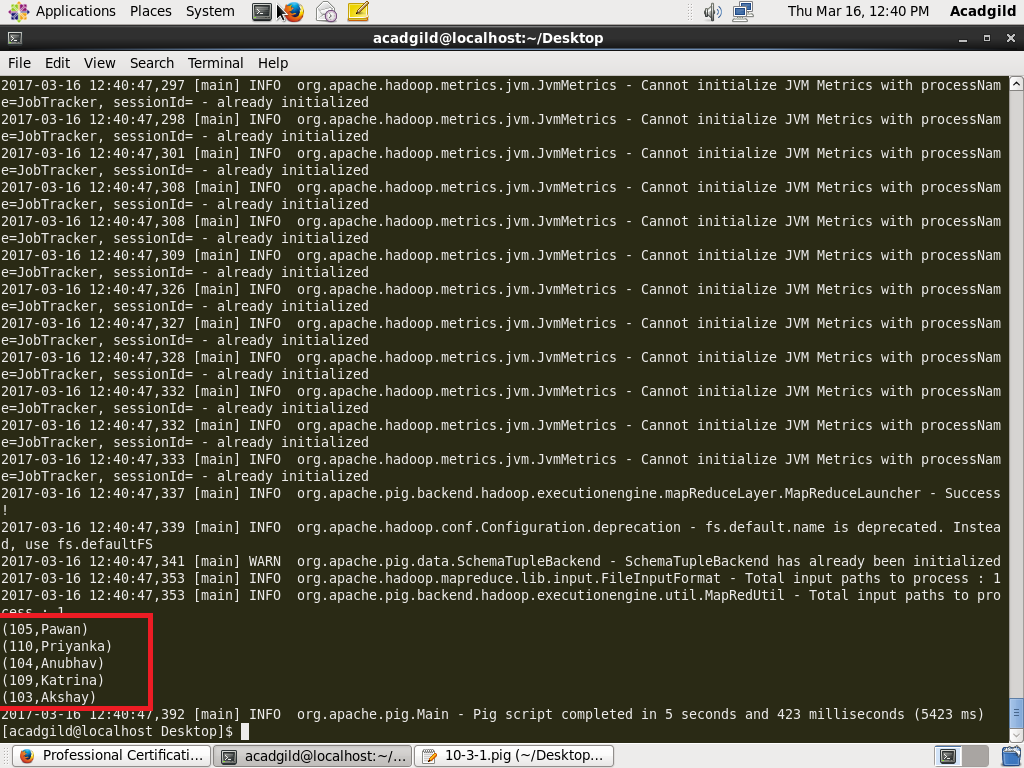 Applications Places System Thu Mar 16, 12:40 PM Acadgild
acadgild@localhost:~/Desktop
File Edit View Search Terminal Help
2017-03-16 12:40:47,297 [main] INFO  org.apache.hadoop.metrics.jvm.JvmMetrics - Cannot initialize JVM Metrics with processNam
e=JobTracker, sessionId= - already initialized
2017-03-16 12:40:47,298 [main] INFO  org.apache.hadoop.metrics.jvm.JvmMetrics - Cannot initialize JVM Metrics with processNam
e=JobTracker, sessionId= - already initialized
2017-03-16 12:40:47,301 [main] INFO  org.apache.hadoop.metrics.jvm.JvmMetrics - Cannot initialize JVM Metrics with processNam
e=JobTracker, sessionId= - already initialized
2017-03-16 12:40:47,308 [main] INFO  org.apache.hadoop.metrics.jvm.JvmMetrics - Cannot initialize JVM Metrics with processNam
e=JobTracker, sessionId= - already initialized
2017-03-16 12:40:47,308 [main] INFO  org.apache.hadoop.metrics.jvm.JvmMetrics - Cannot initialize JVM Metrics with processNam
e=JobTracker, sessionId= - already initialized
2017-03-16 12:40:47,309 [main] INFO  org.apache.hadoop.metrics.jvm.JvmMetrics - Cannot initialize JVM Metrics with processNam
e=JobTracker, sessionId= - already initialized
2017-03-16 12:40:47,326 [main] INFO  org.apache.hadoop.metrics.jvm.JvmMetrics - Cannot initialize JVM Metrics with processNam
e=JobTracker, sessionId= - already initialized
2017-03-16 12:40:47,327 [main] INFO  org.apache.hadoop.metrics.jvm.JvmMetrics - Cannot initialize JVM Metrics with processNam
e=JobTracker, sessionId= - already initialized
2017-03-16 12:40:47,328 [main] INFO  org.apache.hadoop.metrics.jvm.JvmMetrics - Cannot initialize JVM Metrics with processNam
e=JobTracker, sessionId= - already initialized
2017-03-16 12:40:47,332 [main] INFO  org.apache.hadoop.metrics.jvm.JvmMetrics - Cannot initialize JVM Metrics with processNam
e=JobTracker, sessionId= - already initialized
2017-03-16 12:40:47,332 [main] INFO  org.apache.hadoop.metrics.jvm.JvmMetrics - Cannot initialize JVM Metrics with processNam
e=JobTracker, sessionId= - already initialized
2017-03-16 12:40:47,333 [main] INFO  org.apache.hadoop.metrics.jvm.JvmMetrics - Cannot initialize JVM Metrics with processNam
e=JobTracker, sessionId= - already initialized
2017-03-16 12:40:47,337 [main] INFO  org.apache.pig.backend.hadoop.executionengine.mapReduceLayer.MapReduceLauncher - Success
!
2017-03-16 12:40:47,339 [main] INFO  org.apache.hadoop.conf.Configuration.deprecation - fs.default.name is deprecated. Instea
d, use fs.defaultFS
2017-03-16 12:40:47,341 [main] WARN  org.apache.pig.data.SchemaTupleBackend - SchemaTupleBackend has already been initialized
2017-03-16 12:40:47,353 [main] INFO  org.apache.hadoop.mapreduce.lib.input.FileInputFormat - Total input paths to process : 1
2017-03-16 12:40:47,353 [main] INFO  org.apache.pig.backend.hadoop.executionengine.util.MapRedUtil - Total input paths to pro
cess : 1
(105,Pawan)
(110,Priyanka)
(104,Anubhav)
(109,Katrina)
(103,Akshay)
2017-03-16 12:40:47,392 [main] INFO  org.apache.pig.Main - Pig script completed in 5 seconds and 423 milliseconds (5423 ms)
[acadgild@localhost Desktop]$
Professional Certificati... acadgild@localhost:~/... 10-3-1.pig (~/Desktop...